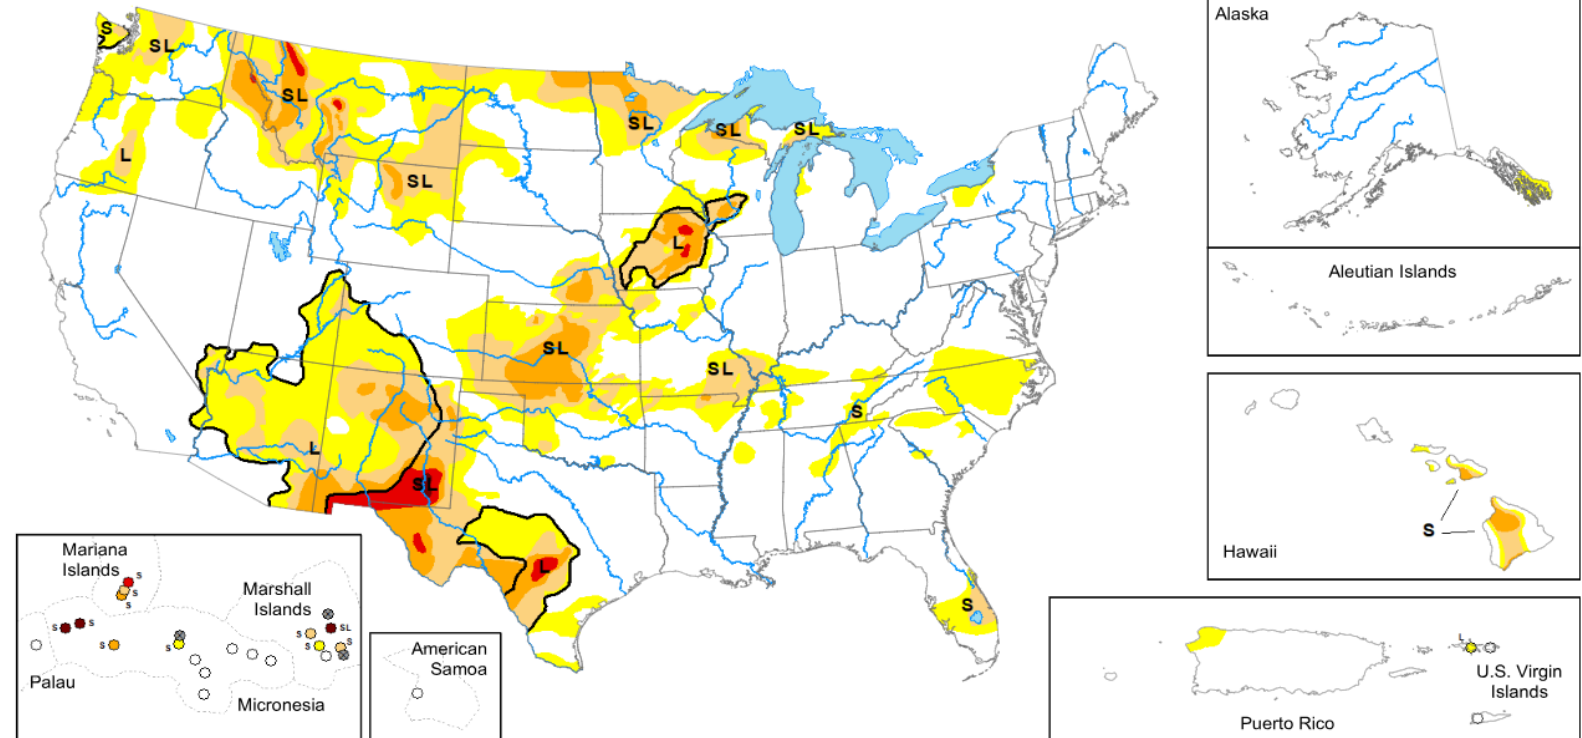 Alaska
S
SL
SL
SL
SL
SL
L
SL
L
Aleutian Islands
SL
SL
S
L
SL
L
S
S
Hawaii
Mariana
Islands
S
S
S
Marshall
Islands
S
S
SL
S
S
S
S
S
Palau
Micronesia
American
Samoa
L
U.S. Virgin
Islands
Puerto Rico